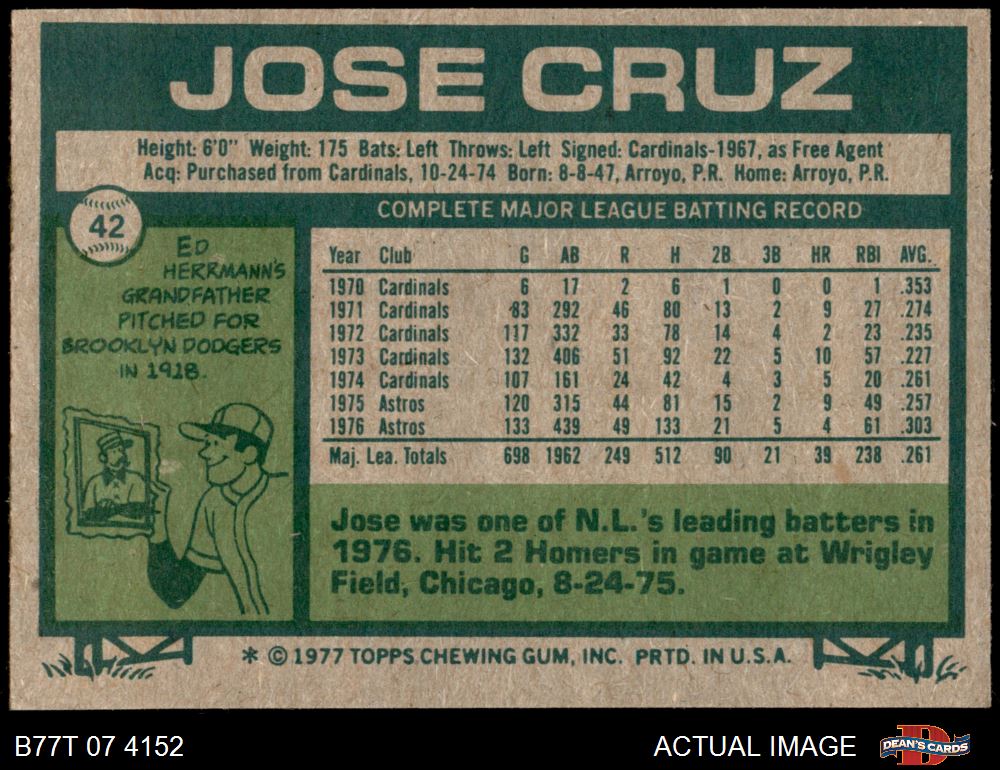 JOSE CRUZ
Height: 6'0" Weight: 175 Bats: Left Throws: Left Signed: Cardinals-1967, as Free Agent
Acq: Purchased from Cardinals, 10-24-74 Born: 8-8-47, Arroyo, P.R. Home: Arroyo, P.R.
42
ED
HERRMANN'S
GRANDFATHER
PITCHED FOR
BROOKLYN DODGERS
IN 1918.
COMPLETE MAJOR LEAGUE BATTING RECORD
Year Club G AB R H 2B 3B HR RBI AVG.
1970 Cardinals 6 17 2 6 1 0 0 1 .353
1971 Cardinals 83 292 46 80 13 2 9 27 .274
1972 Cardinals 117 332 33 78 14 4 2 23 .235
1973 Cardinals 132 406 51 92 22 5 10 57 .227
1974 Cardinals 107 161 24 42 4 3 5 20 .261
1975 Astros 120 315 44 81 15 2 9 49 .257
1976 Astros 133 439 49 133 21 5 4 61 .303
Maj. Lea. Totals 698 1962 249 512 90 21 39 238 .261
Jose was one of N.L.'s leading batters in
1976. Hit 2 Homers in game at Wrigley
Field, Chicago, 8-24-75.
* © 1977 TOPPS CHEWING GUM, INC. PRTD. IN U.S.A.
B77T 07 4152
ACTUAL IMAGE
DEAN'S CARDS